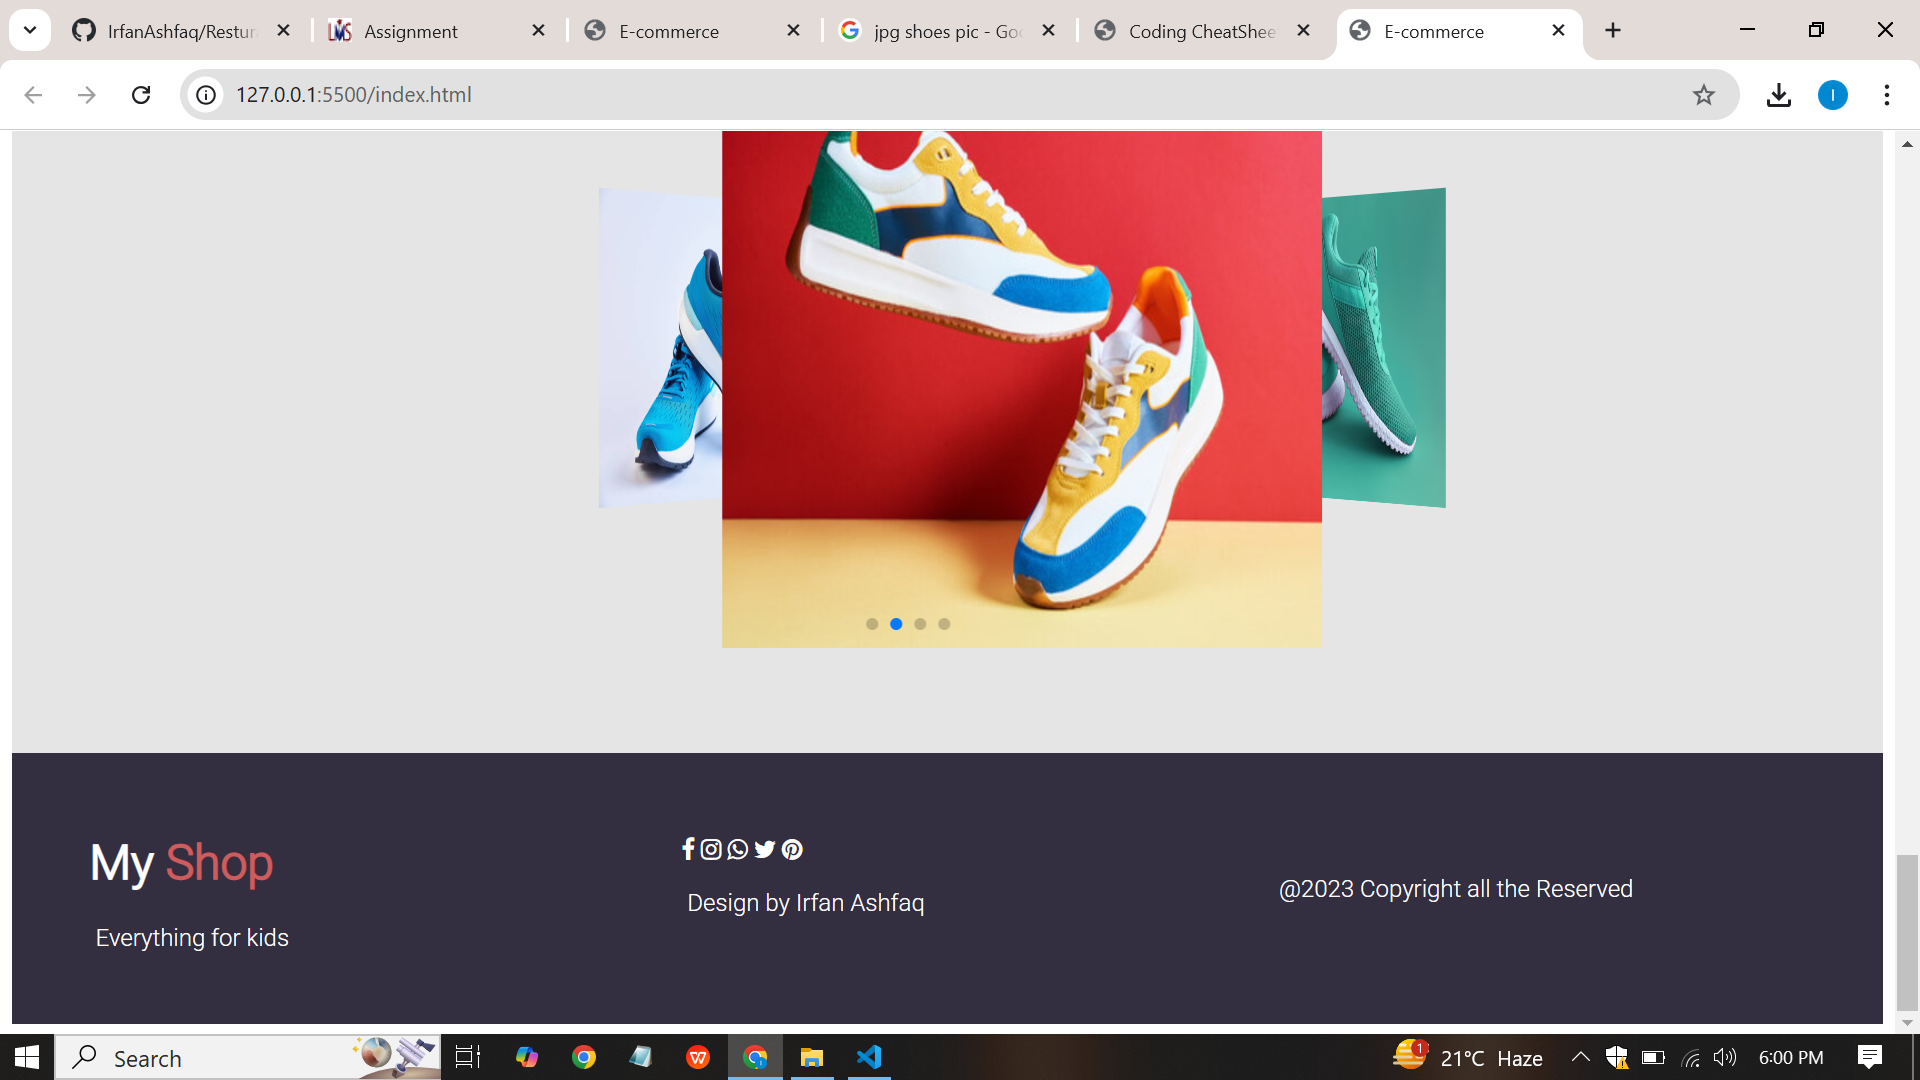 IrfanAshfaq/Restur
Assignment
E-commerce
jpg shoes pic - Goo
Coding CheatShee
E-commerce
127.0.0.1:5500/index.html
I
My Shop
Everything for kids
Design by Irfan Ashfaq
@2023 Copyright all the Reserved
Search
1
21°C Haze
6:00 PM